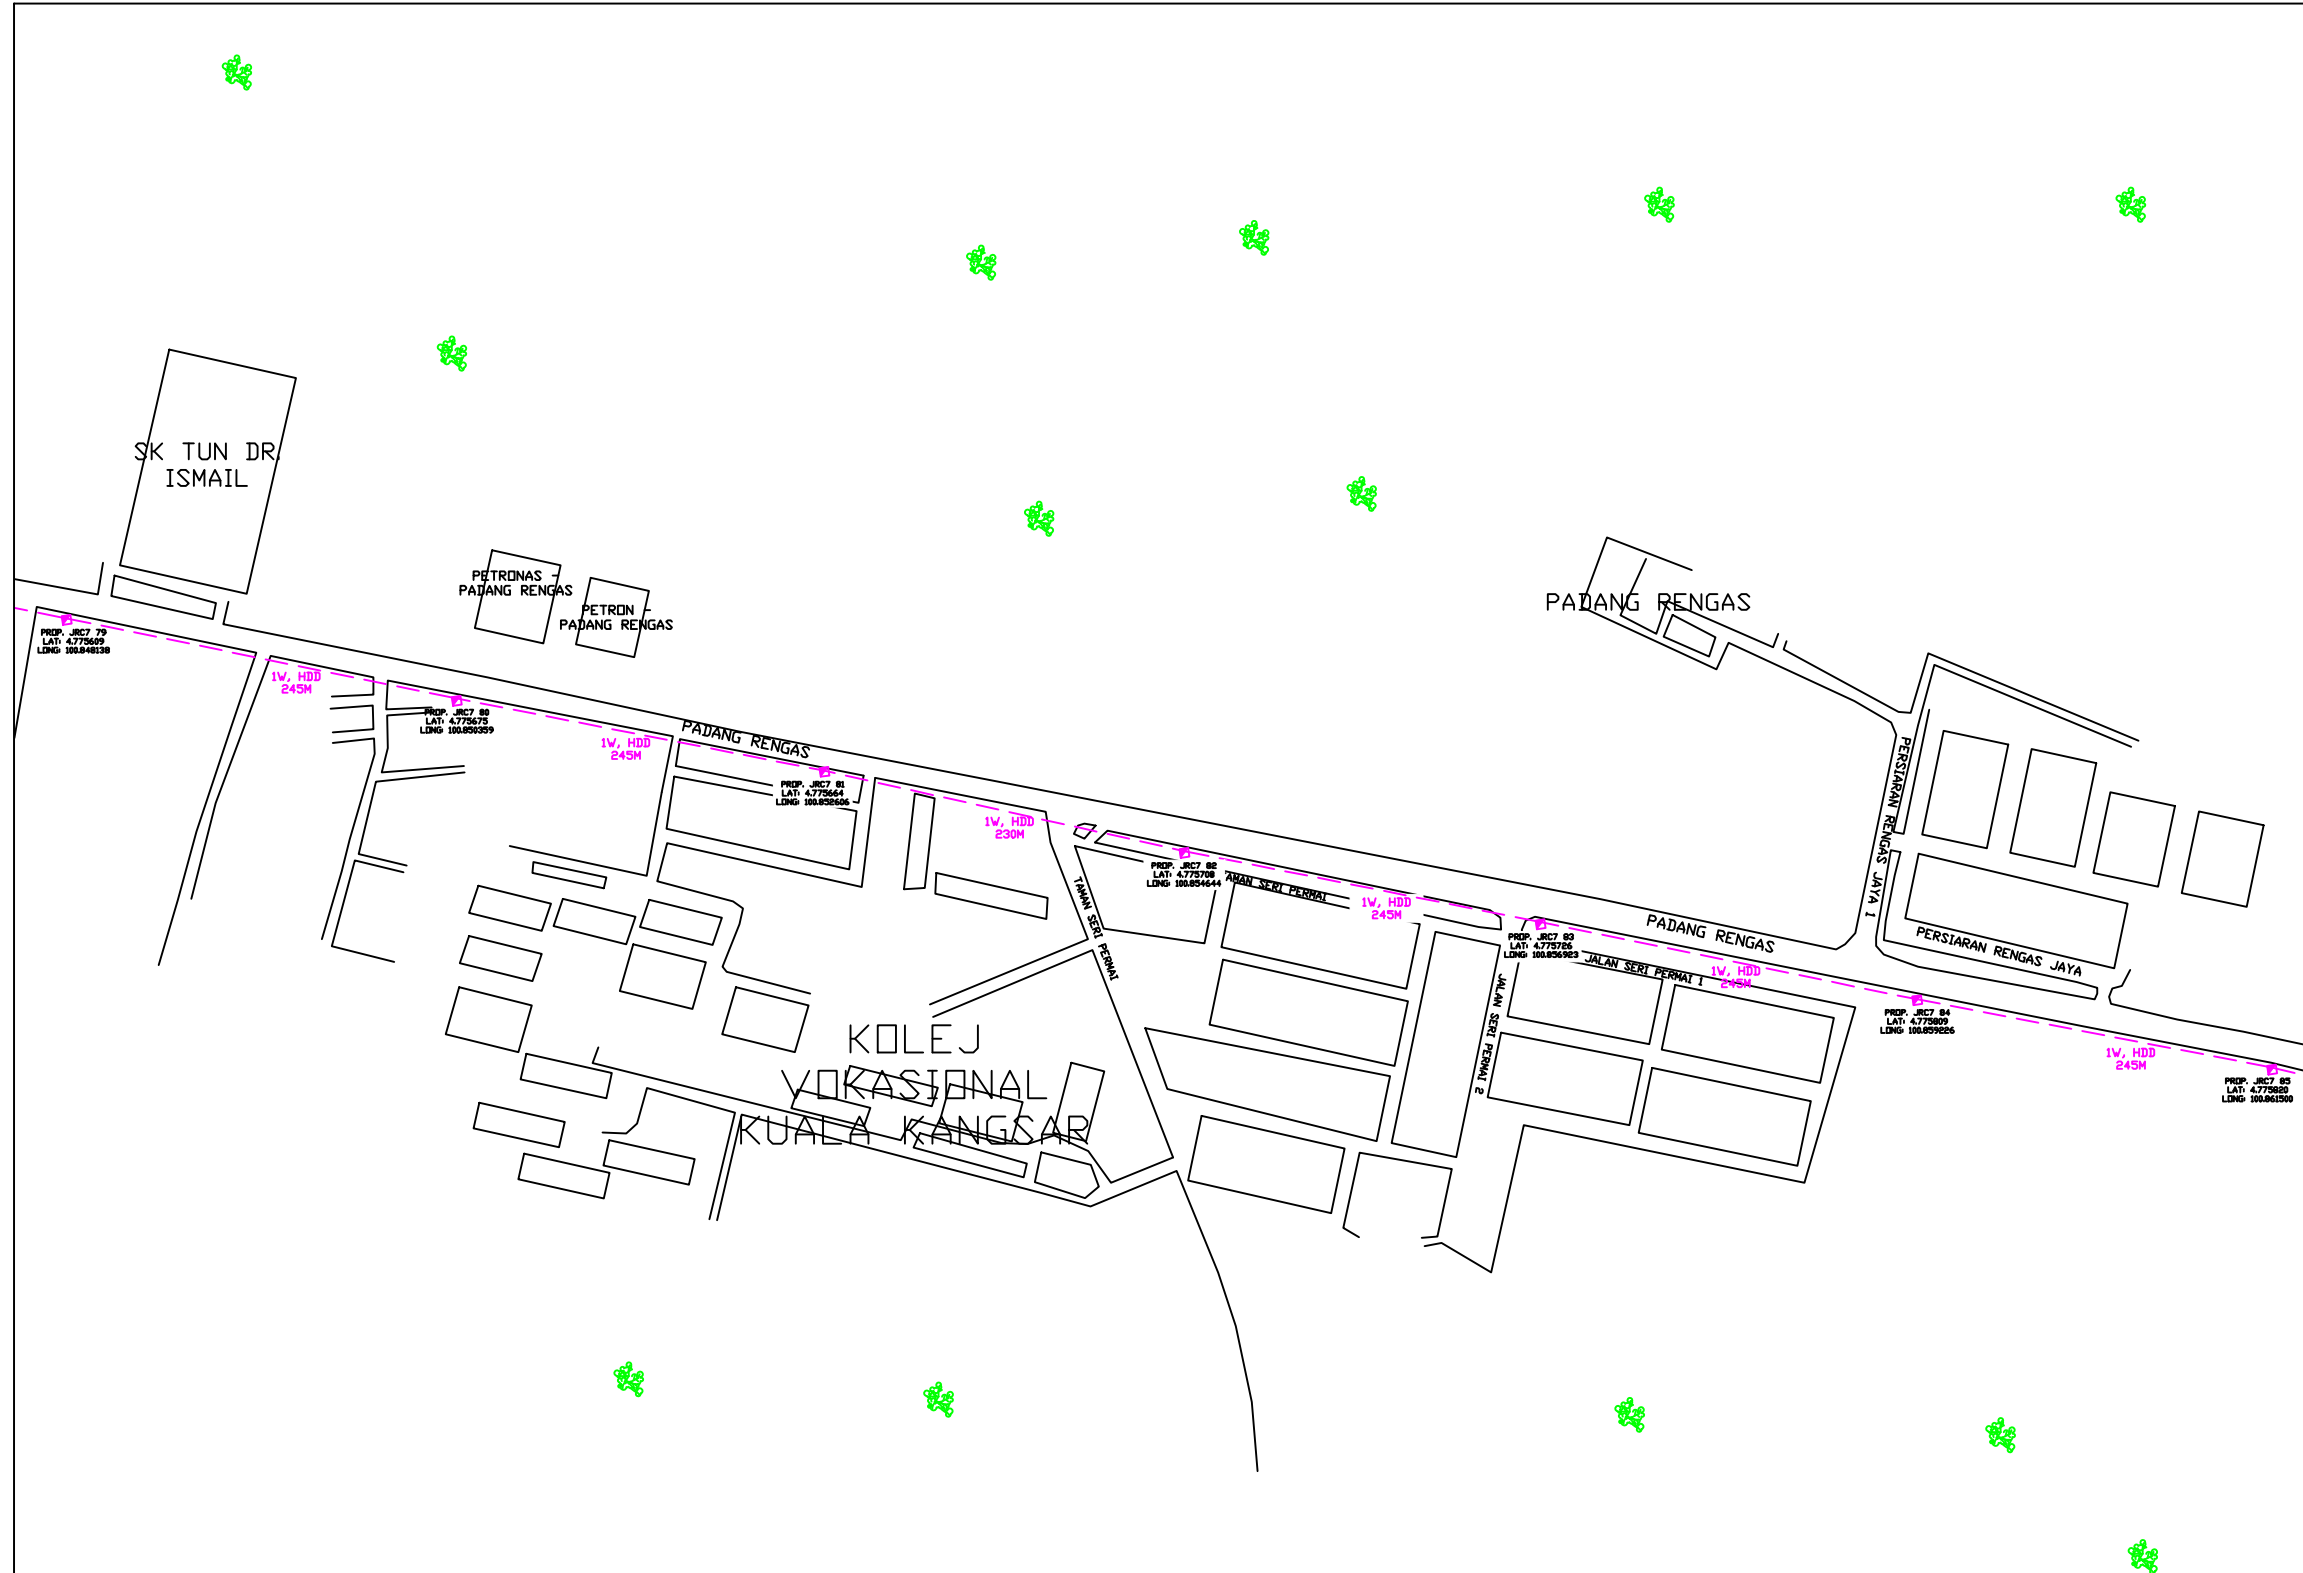 SK TUN DR.
ISMAIL
PETRONAS -
PADANG RENGAS
PETRON -
PADANG RENGAS
PADANG RENGAS
PROP. JRC7 79
LAT: 4.775609
LONG: 100.848138
1W, HDD
245M
PROP. JRC7 80
LAT: 4.775675
LONG: 100.850359
1W, HDD
245M
PADANG RENGAS
PROP. JRC7 81
LAT: 4.775664
LONG: 100.852606
1W, HDD
230M
PROP. JRC7 82
LAT: 4.775708
LONG: 100.854644
TAMAN SERI PERMAI
AMAN SERI PERMAI
1W, HDD
245M
PROP. JRC7 83
LAT: 4.775726
LONG: 100.856923
PADANG RENGAS
JALAN SERI PERMAI 1
JALAN SERI PERMAI 2
1W, HDD
245M
PERSIARAN RENGAS JAYA 1
PERSIARAN RENGAS JAYA
PROP. JRC7 84
LAT: 4.775809
LONG: 100.859226
1W, HDD
245M
PROP. JRC7 85
LAT: 4.775820
LONG: 100.861500
KOLEJ
VOKASIONAL
KUALA KANGSAR